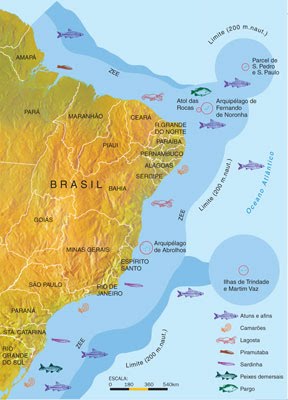 AMAPÁ
ZEE
Limite (200 m.naut.)
Parcel de
S. Pedro
e S. Paulo
PARÁ
MARANHÃO
CEARÁ
Atol das
Rocas
Arquipélago de
Fernando
de Noronha
R.GRANDE
DO NORTE
PARAÍBA
PIAUÍ
PERNAMBUCO
ALAGOAS
SERGIPE
BRASIL
BAHIA
ZEE
Limite (200 m.naut.)
Oceano Atlântico
GOIÁS
Arquipélago
de Abrolhos
MINAS GERAIS
ESPÍRITO
SANTO
Ilhas de Trindade
e Martim Vaz
SÃO PAULO
RIO DE
JANEIRO
PARANÁ
STA. CATARINA
RIO
GRANDE
DO SUL
ZEE
Limite (200 m.naut.)
ESCALA:
0 180 360 540km
Atuns e afins
Camarões
Lagosta
Piramutaba
Sardinha
Peixes demersais
Pargo